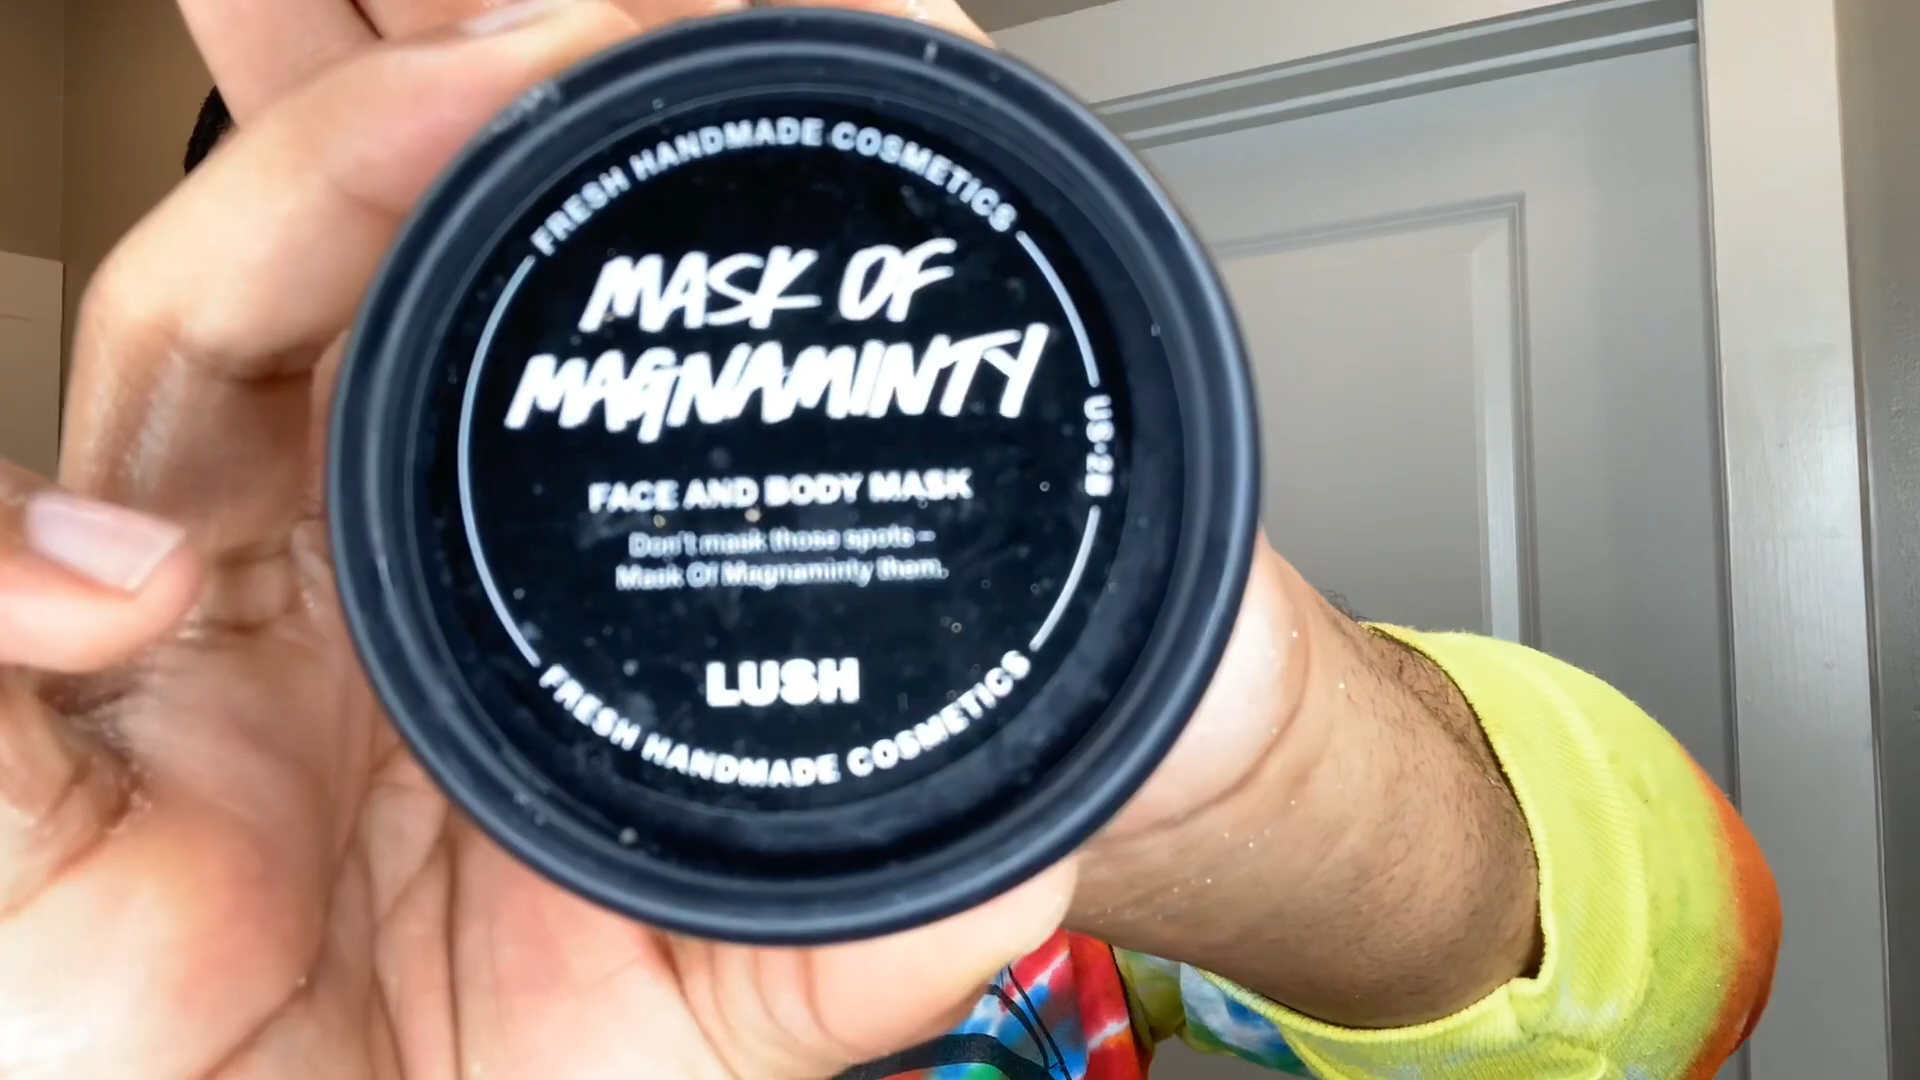 FRESH HANDMADE COSMETICS
MASK OF
MAGNAMINTY
US-28
FACE AND BODY MASK
Don't mask those spots –
Mask Of Magnaminty them.
LUSH
FRESH HANDMADE COSMETICS